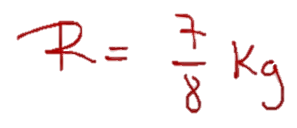 R = 7/8 Kg